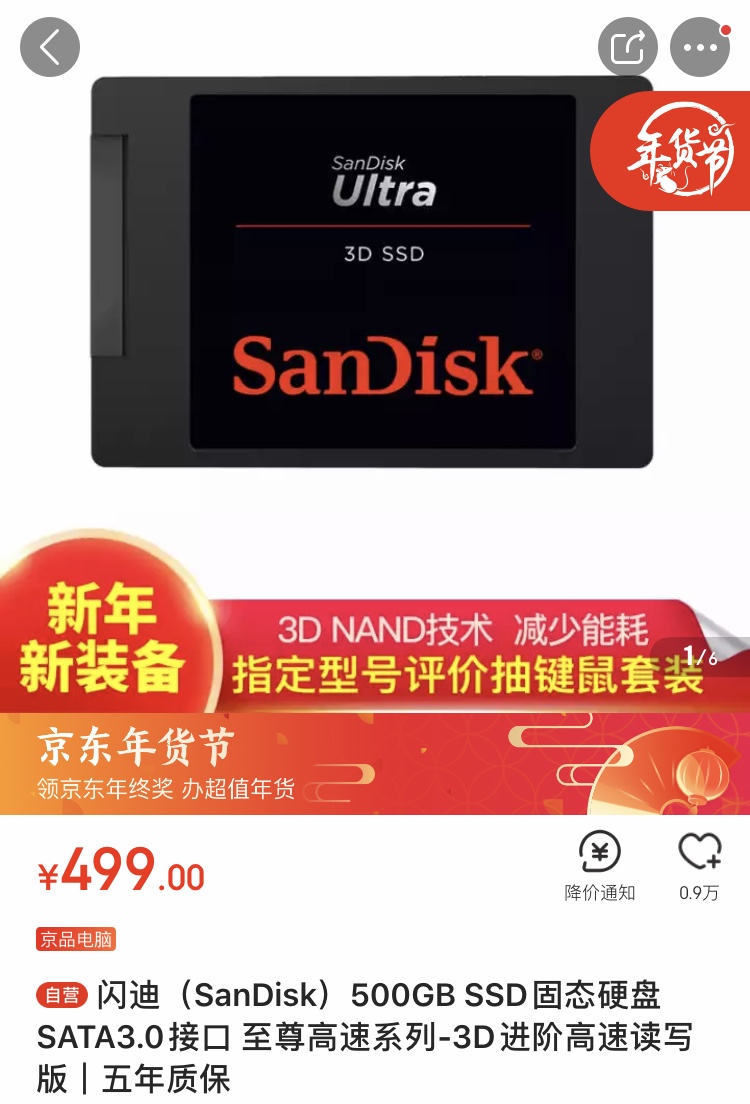 年货节
SanDisk
Ultra
3D SSD
SanDisk®
新年
新装备
3D NAND技术 减少能耗
指定型号评价抽键鼠套装
1/6
京东年货节
领京东年终奖 办超值年货
¥499.00
降价通知
0.9万
京品电脑
自营 闪迪（SanDisk）500GB SSD固态硬盘
SATA3.0接口 至尊高速系列-3D进阶高速读写
版｜五年质保